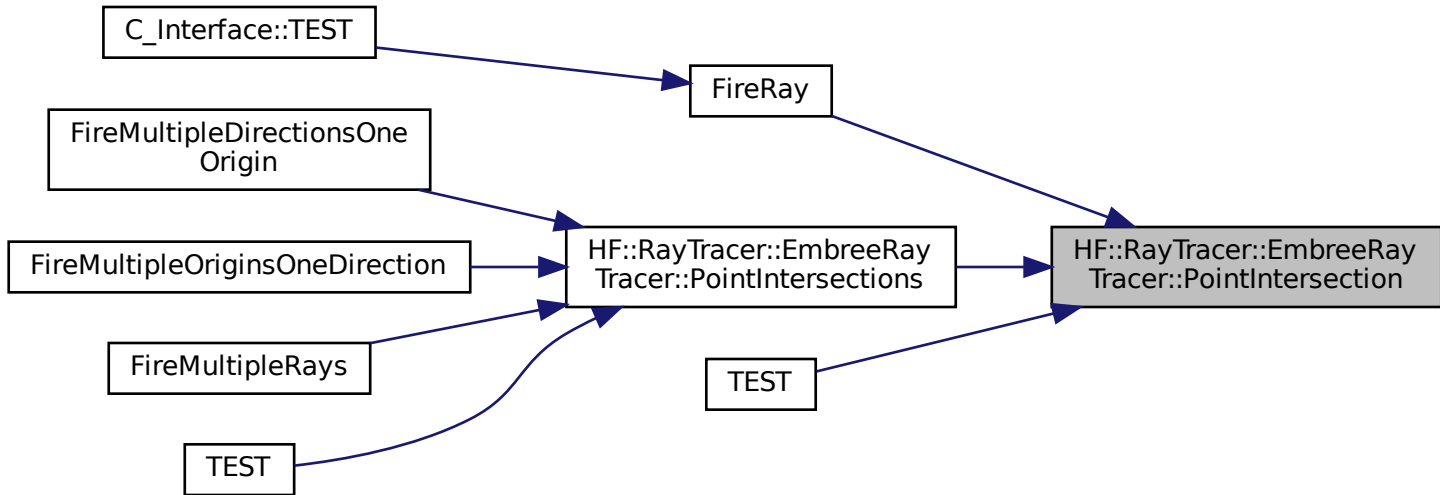 C_Interface::TEST
FireRay
FireMultipleDirectionsOne
Origin
HF::RayTracer::EmbreeRay
Tracer::PointIntersections
HF::RayTracer::EmbreeRay
Tracer::PointIntersection
FireMultipleOriginsOneDirection
FireMultipleRays
TEST
TEST